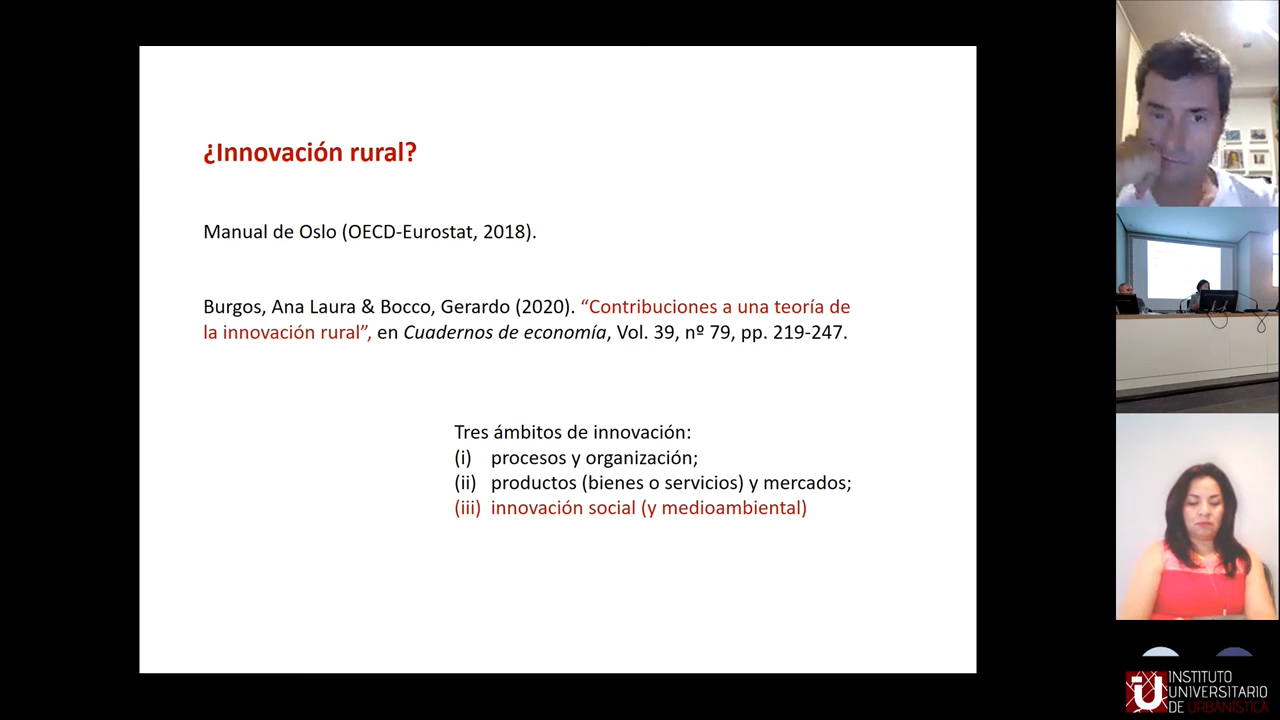 ¿Innovación rural?
Manual de Oslo (OECD-Eurostat, 2018).
Burgos, Ana Laura & Bocco, Gerardo (2020). “Contribuciones a una teoría de
la innovación rural”, en Cuadernos de economía, Vol. 39, nº 79, pp. 219-247.
Tres ámbitos de innovación:
(i) procesos y organización;
(ii) productos (bienes o servicios) y mercados;
(iii) innovación social (y medioambiental)
INSTITUTO
UNIVERSITARIO
DE URBANÍSTICA